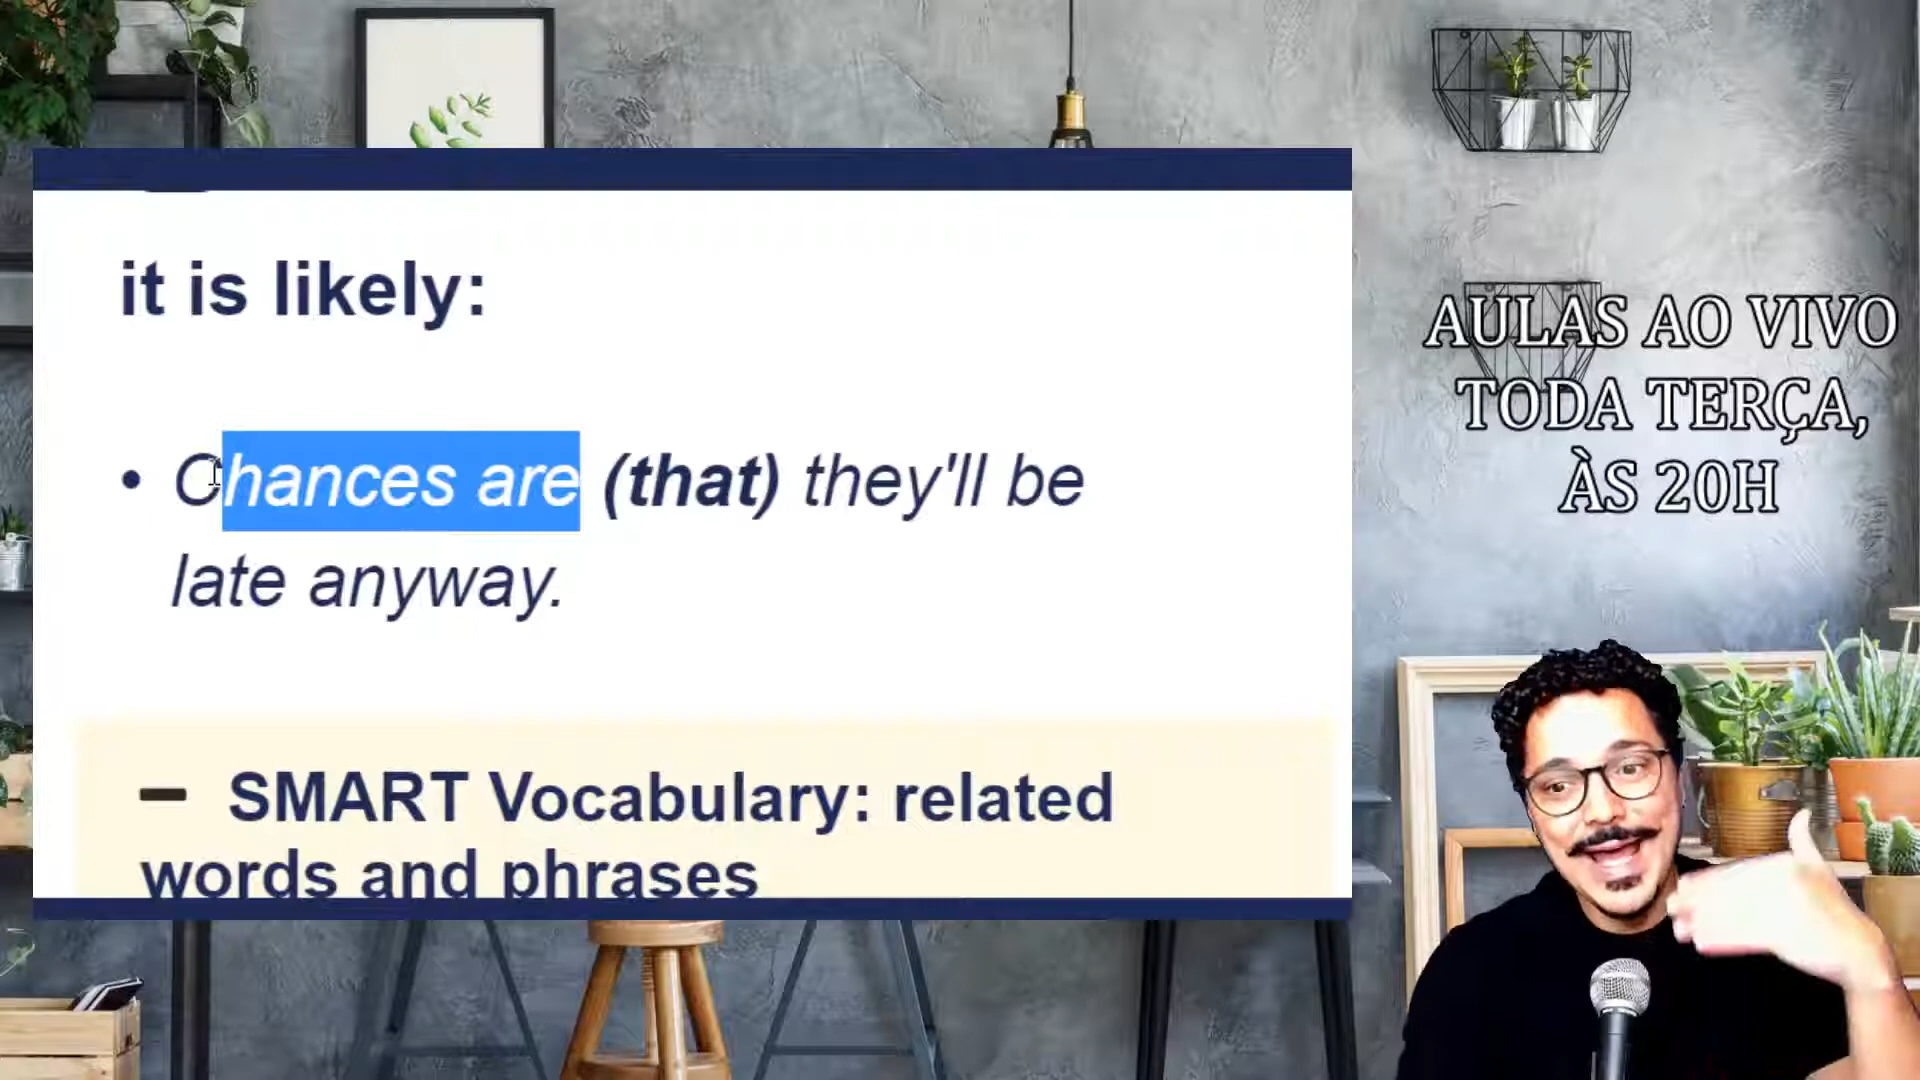 it is likely:
• Chances are (that) they'll be
late anyway.
– SMART Vocabulary: related
words and phrases
AULAS AO VIVO
TODA TERÇA,
ÀS 20H